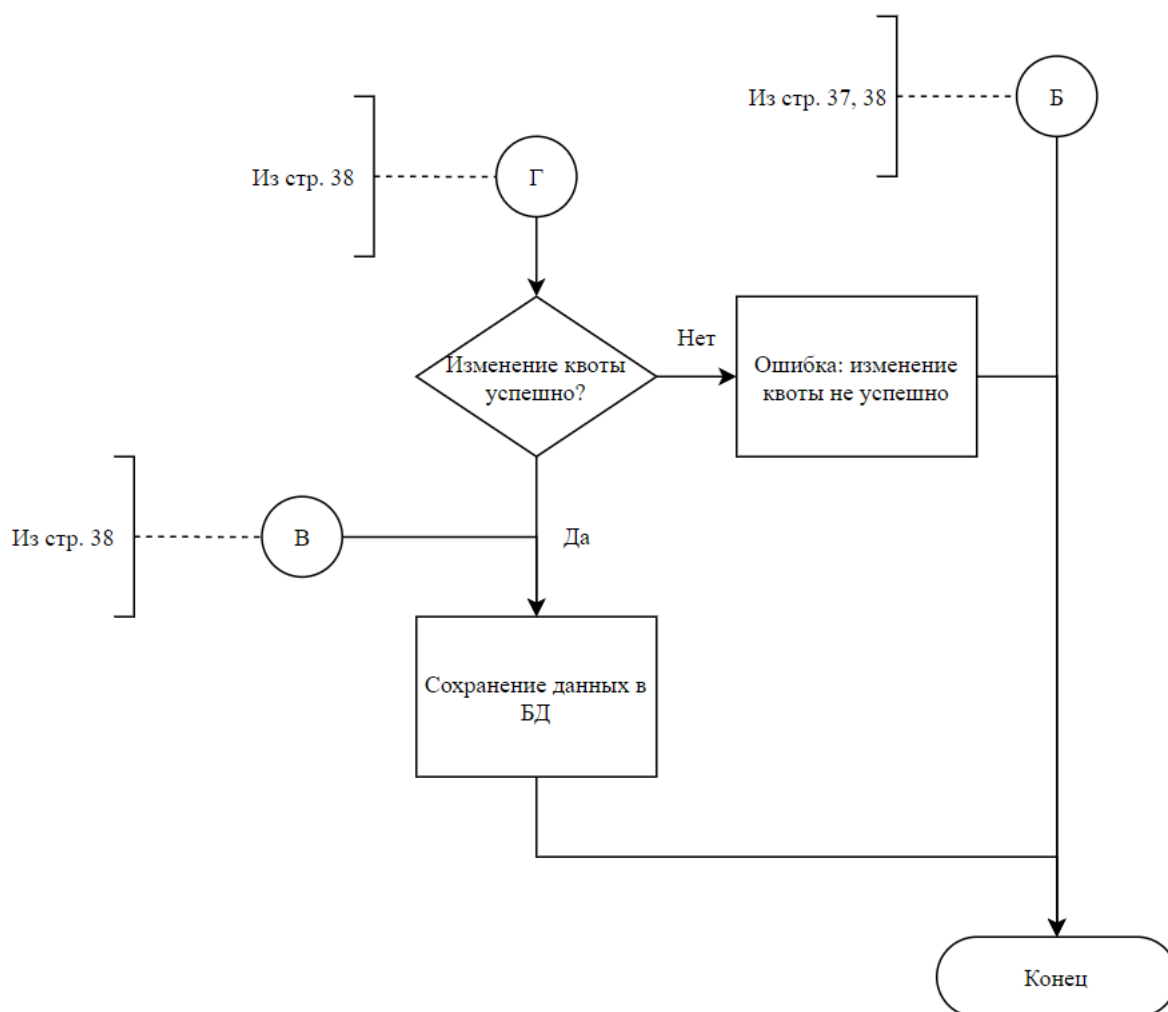 Из стр. 37, 38
Б
Из стр. 38
Г
Нет
Изменение квоты
успешно?
Ошибка: изменение
квоты не успешно
Из стр. 38
В
Да
Сохранение данных в
БД
Конец